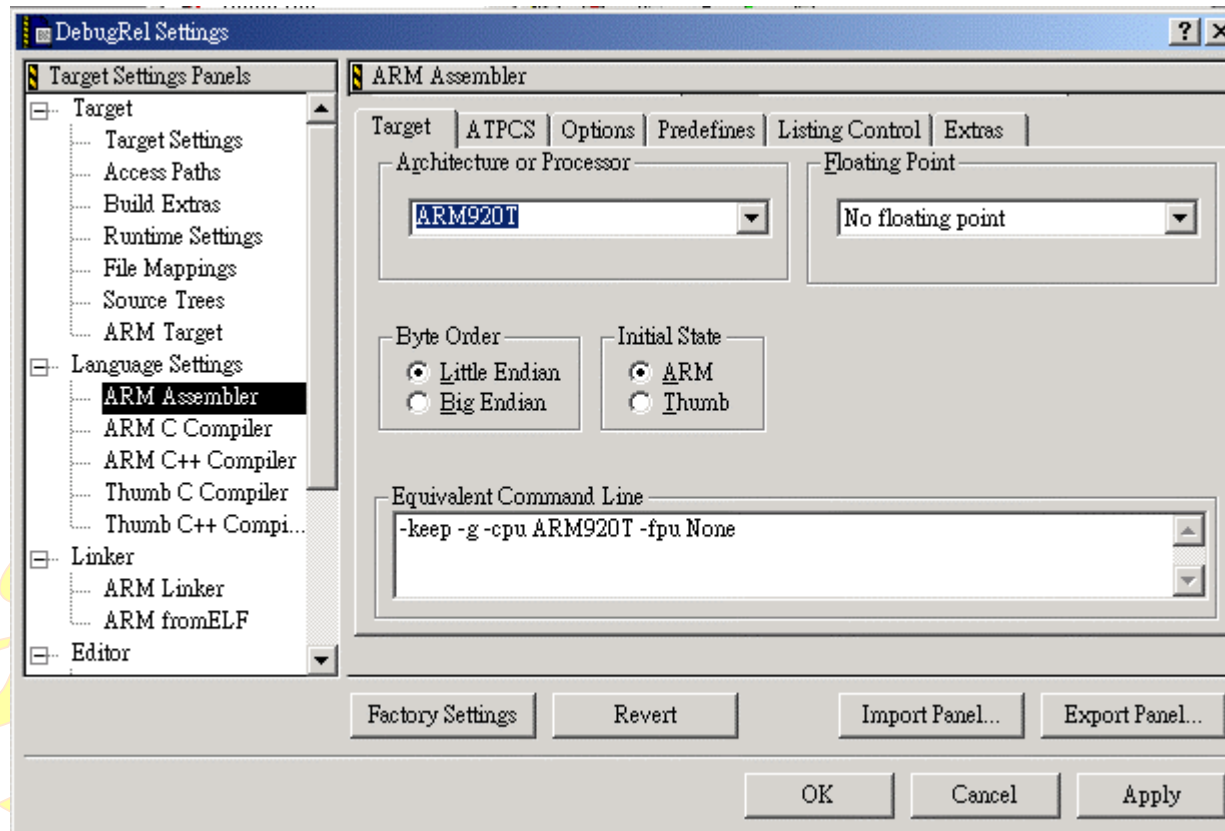 DebugRel Settings
Target Settings Panels
Target
Target Settings
Access Paths
Build Extras
Runtime Settings
File Mappings
Source Trees
ARM Target
Language Settings
ARM Assembler
ARM C Compiler
ARM C++ Compiler
Thumb C Compiler
Thumb C++ Compi...
Linker
ARM Linker
ARM fromELF
Editor
ARM Assembler
Target ATPCS Options Predefines Listing Control Extras
Architecture or Processor
ARM920T
Floating Point
No floating point
Byte Order
Little Endian
Big Endian
Initial State
ARM
Thumb
Equivalent Command Line
-keep -g -cpu ARM920T -fpu None
Factory Settings Revert Import Panel... Export Panel...
OK Cancel Apply